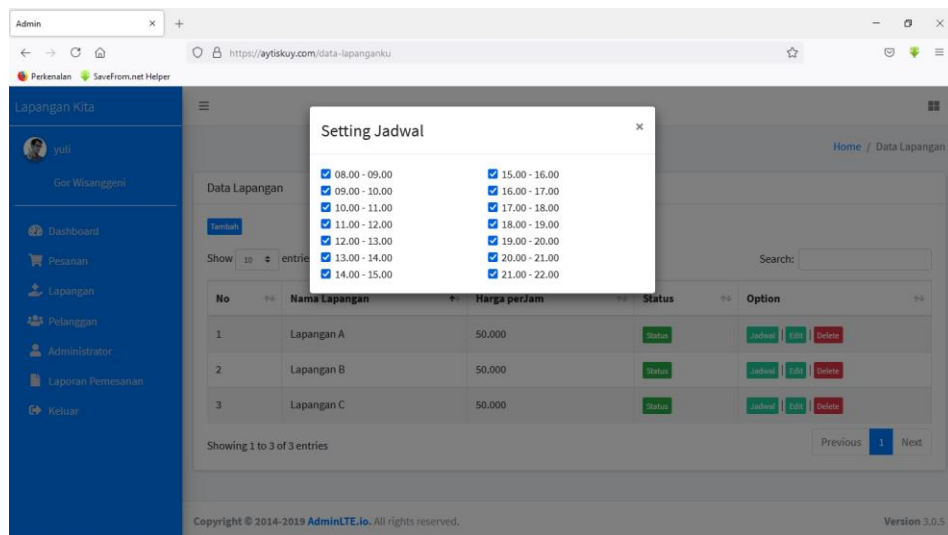 Admin
https://aytiskuy.com/data-lapanganku
Perkenalan SaveFrom.net Helper
Lapangan Kita
yuli
Gor Wisanggeni
Dashboard
Pesanan
Lapangan
Pelanggan
Administrator
Laporan Pemesanan
Keluar
Home / Data Lapangan
Setting Jadwal ×
08.00 - 09.00
09.00 - 10.00
10.00 - 11.00
11.00 - 12.00
12.00 - 13.00
13.00 - 14.00
14.00 - 15.00
15.00 - 16.00
16.00 - 17.00
17.00 - 18.00
18.00 - 19.00
19.00 - 20.00
20.00 - 21.00
21.00 - 22.00
Data Lapangan
Tambah
Show 10 entrie
Search:
No Nama Lapangan Harga perJam Status Option
1 Lapangan A 50.000 Status Jadwal | Edit | Delete
2 Lapangan B 50.000 Status Jadwal | Edit | Delete
3 Lapangan C 50.000 Status Jadwal | Edit | Delete
Showing 1 to 3 of 3 entries
Previous 1 Next
Copyright © 2014-2019 AdminLTE.io. All rights reserved.
Version 3.0.5